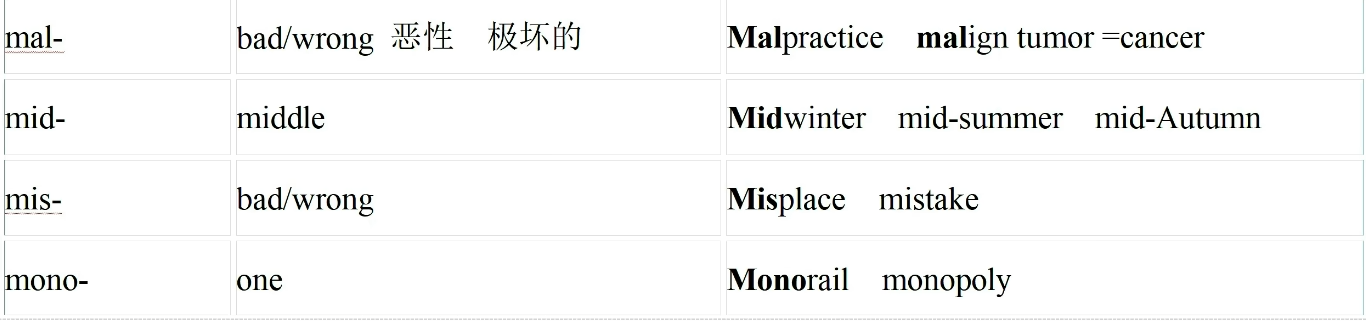 mal- bad/wrong 恶性 极坏的 Malpractice malign tumor =cancer
mid- middle Midwinter mid-summer mid-Autumn
mis- bad/wrong Misplace mistake
mono- one Monorail monopoly